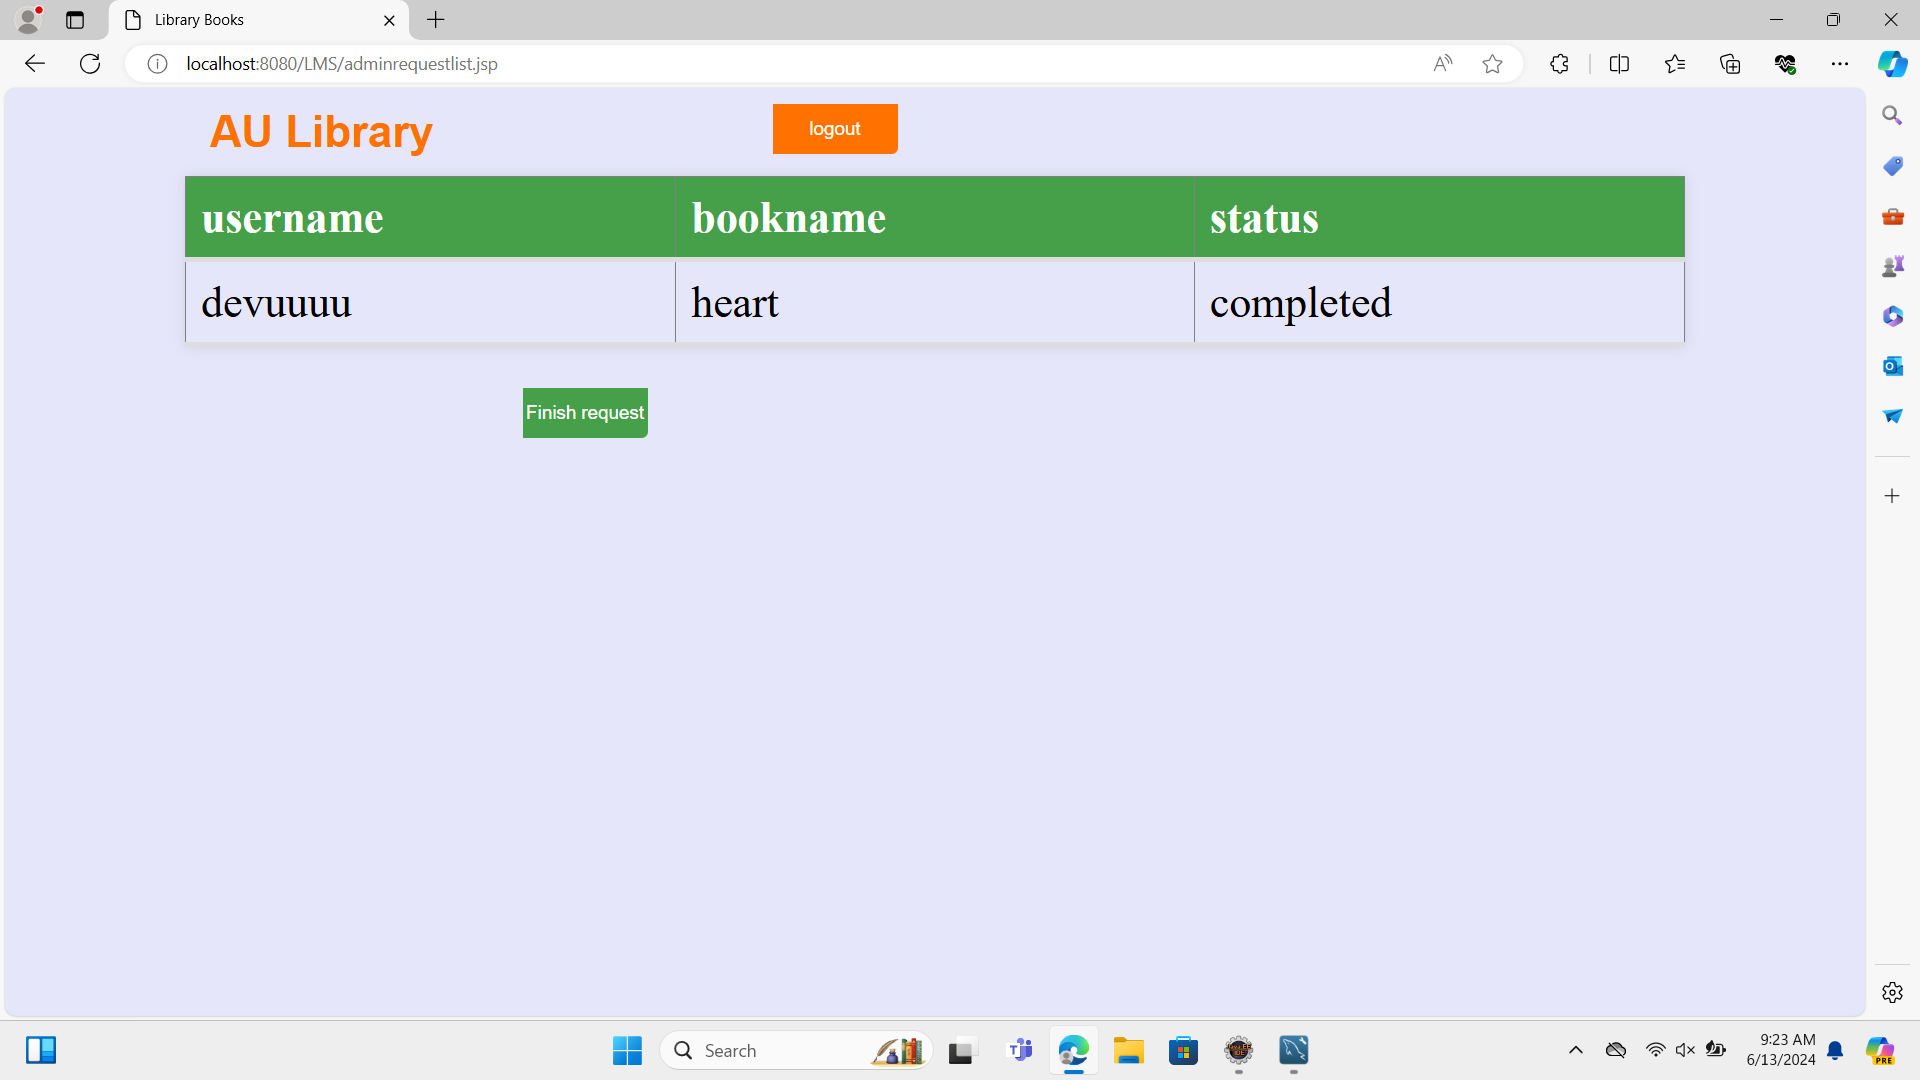 Library Books
localhost:8080/LMS/adminrequestlist.jsp
AU Library
logout
username bookname status
devuuuu heart completed
Finish request
Search
9:23 AM
6/13/2024
PRE